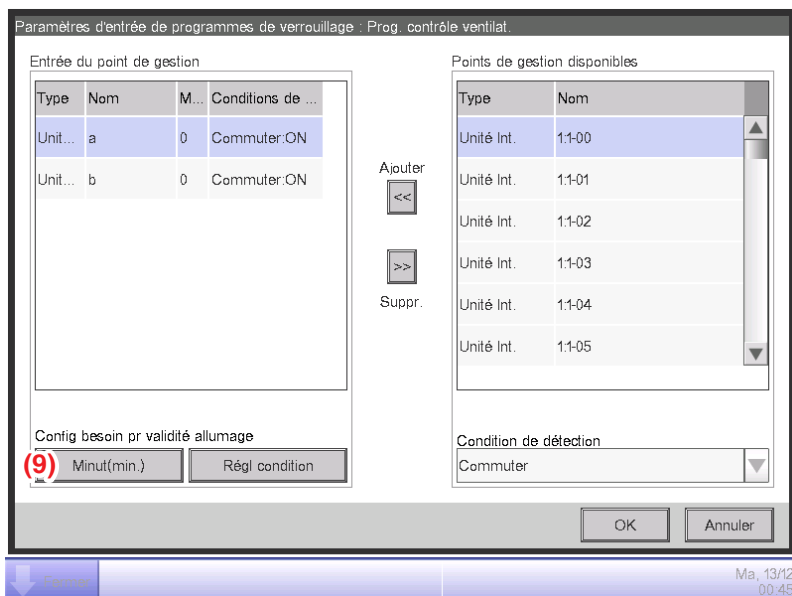 Paramètres d'entrée de programmes de verrouillage : Prog. contrôle ventilat.
Entrée du point de gestion
Type Nom M... Conditions de ...
Unit... a 0 Commuter:ON
Unit... b 0 Commuter:ON
Ajouter
<<
>>
Suppr.
Points de gestion disponibles
Type Nom
Unité Int. 1:1-00
Unité Int. 1:1-01
Unité Int. 1:1-02
Unité Int. 1:1-03
Unité Int. 1:1-04
Unité Int. 1:1-05
Config besoin pr validité allumage
(9) Minut(min.) Régl condition
Condition de détection
Commuter
OK Annuler
Ma, 13/12
00:45